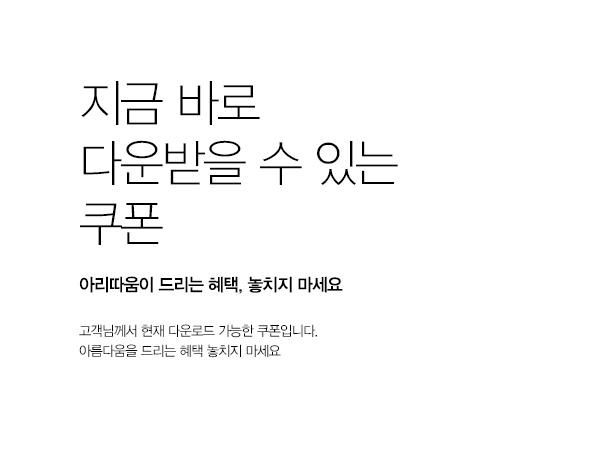 지금 바로
다운받을 수 있는
쿠폰
아리따움이 드리는 혜택, 놓치지 마세요
고객님께서 현재 다운로드 가능한 쿠폰입니다.
아름다움을 드리는 혜택 놓치지 마세요